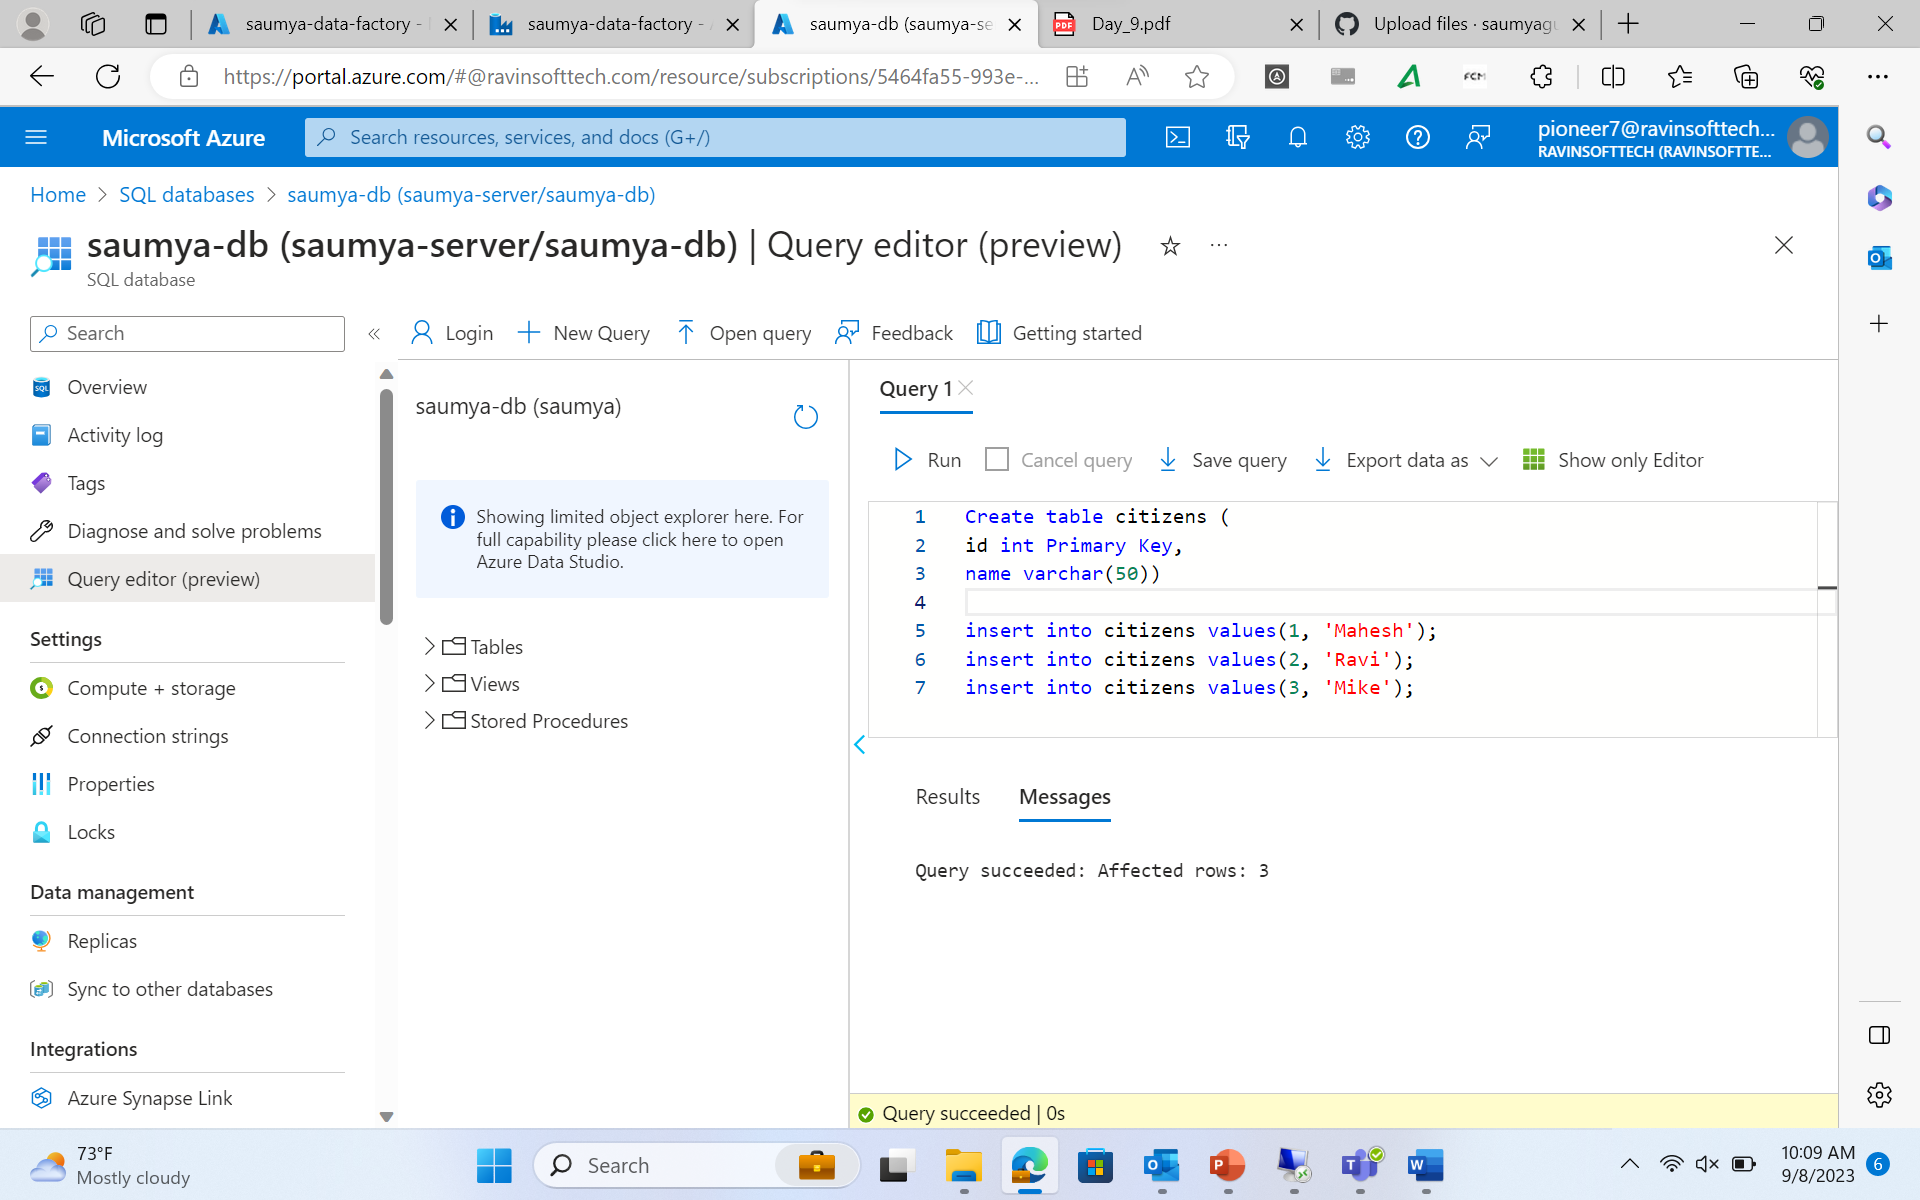 saumya-data-factory -
saumya-data-factory -
saumya-db (saumya-se
Day_9.pdf
Upload files · saumyagu
https://portal.azure.com/#@ravinsofttech.com/resource/subscriptions/5464fa55-993e-...
FCM
Microsoft Azure
Search resources, services, and docs (G+/)
pioneer7@ravinsofttech...
RAVINSOFTTECH (RAVINSOFTTE...
Home > SQL databases > saumya-db (saumya-server/saumya-db)
saumya-db (saumya-server/saumya-db) | Query editor (preview)
SQL database
Search
Login
New Query
Open query
Feedback
Getting started
Overview
Activity log
Tags
Diagnose and solve problems
Query editor (preview)
Settings
Compute + storage
Connection strings
Properties
Locks
Data management
Replicas
Sync to other databases
Integrations
Azure Synapse Link
saumya-db (saumya)
Showing limited object explorer here. For
full capability please click here to open
Azure Data Studio.
Tables
Views
Stored Procedures
Query 1
Run
Cancel query
Save query
Export data as
Show only Editor
1 Create table citizens (
2 id int Primary Key,
3 name varchar(50))
4
5 insert into citizens values(1, 'Mahesh');
6 insert into citizens values(2, 'Ravi');
7 insert into citizens values(3, 'Mike');
Results
Messages
Query succeeded: Affected rows: 3
Query succeeded | 0s
73°F
Mostly cloudy
Search
10:09 AM
9/8/2023
6